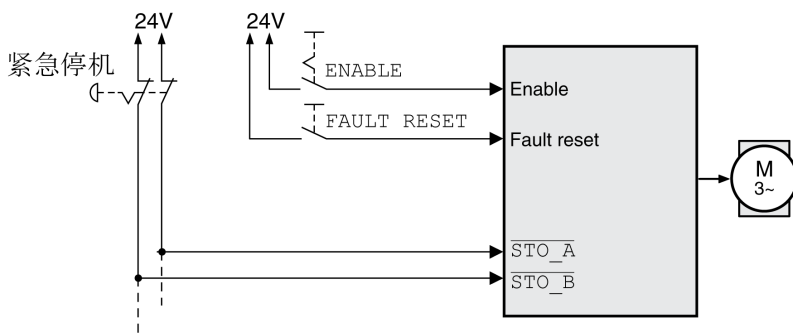 24V
24V
紧急停机
ENABLE
Enable
FAULT RESET
Fault reset
M
3~
STO_A
STO_B